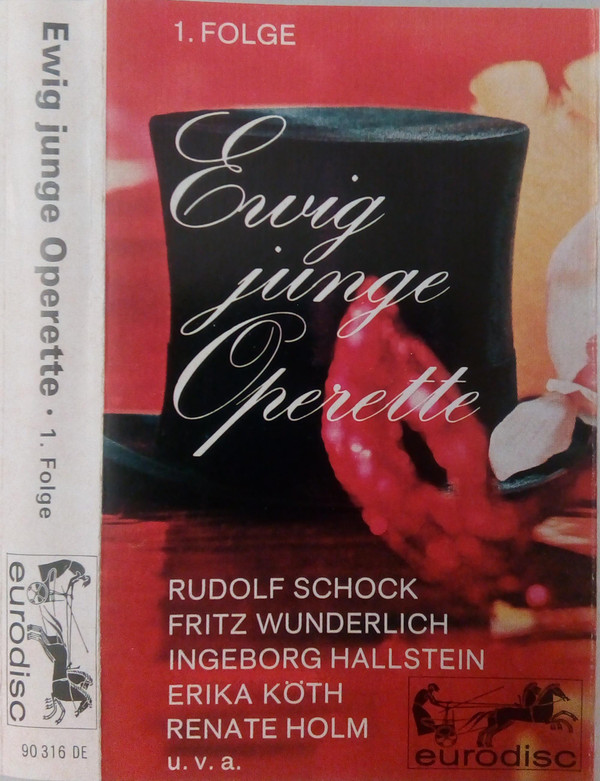 Ewig junge Operette · 1. Folge
eurodisc
90 316 DE
1. FOLGE
Ewig
junge
Operette
RUDOLF SCHOCK
FRITZ WUNDERLICH
INGEBORG HALLSTEIN
ERIKA KÖTH
RENATE HOLM
u. v. a.
eurodisc